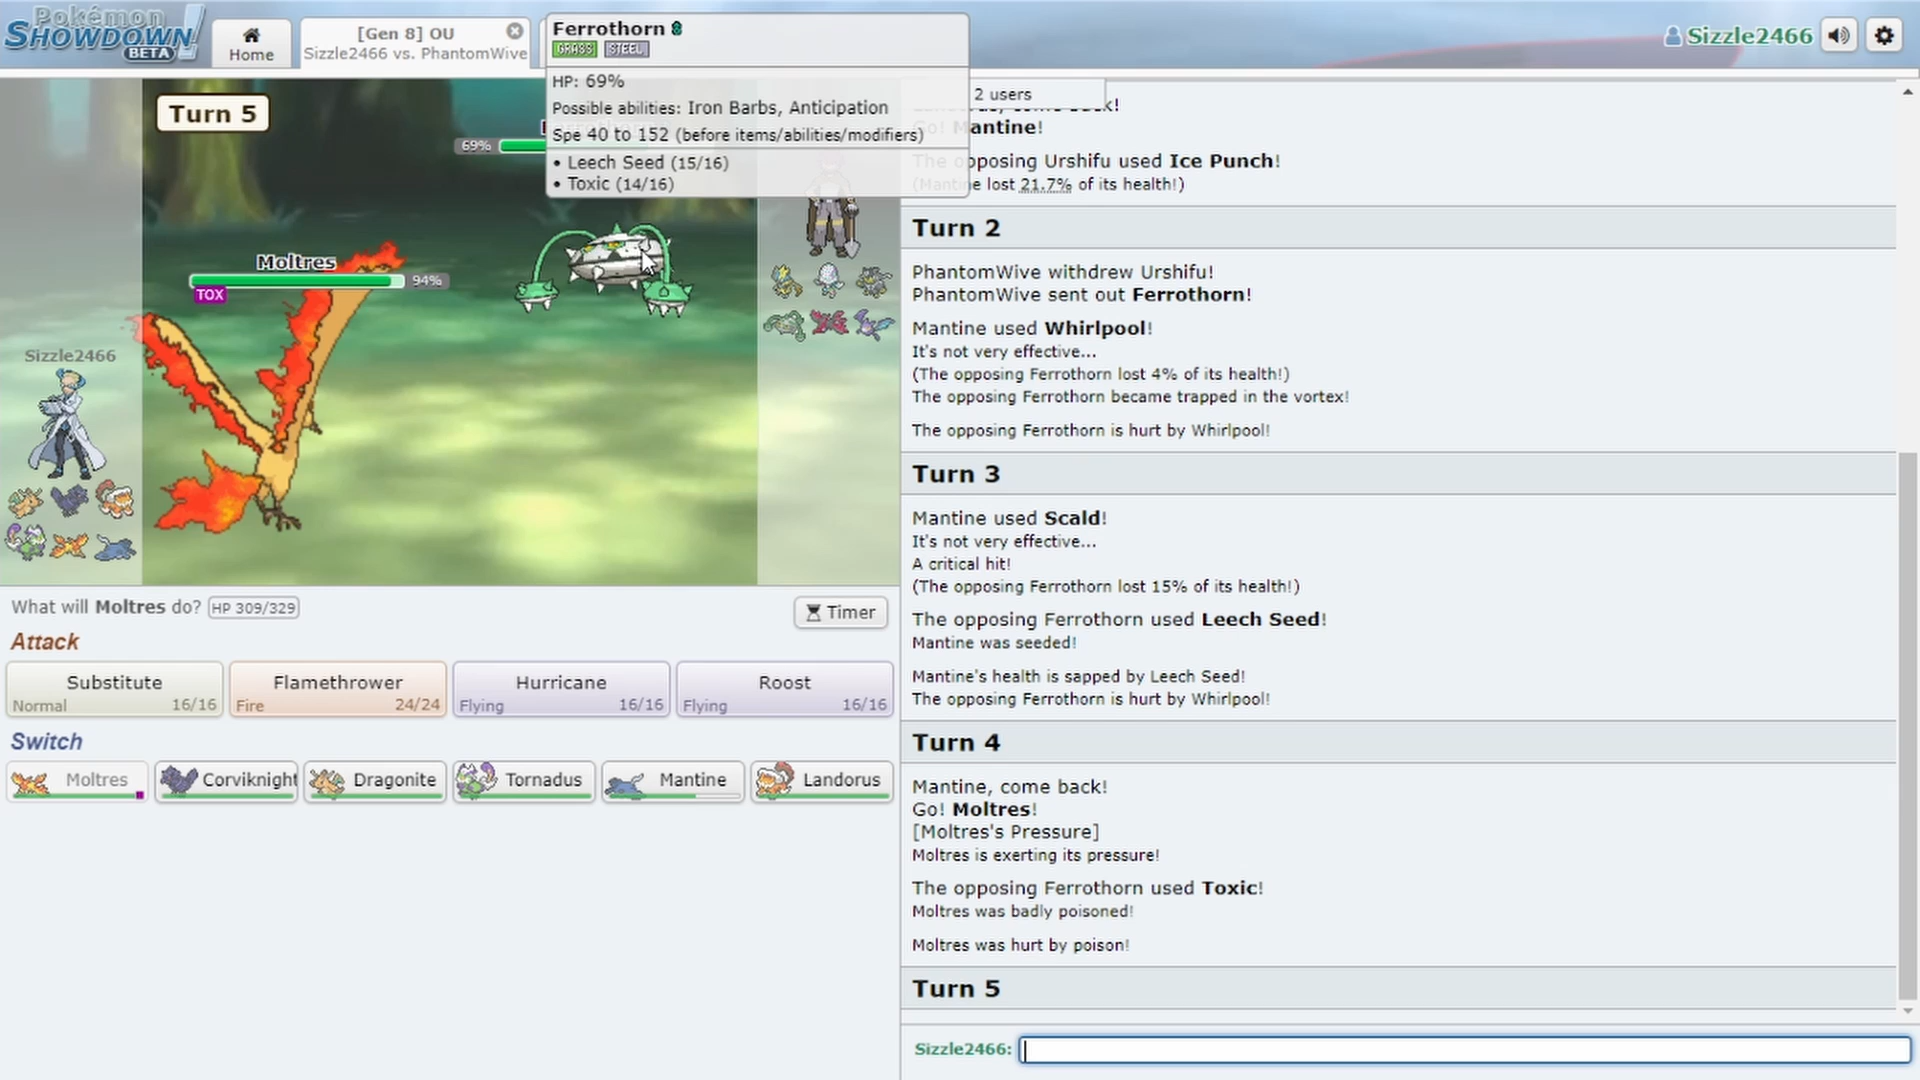 Pokémon
SHOWDOWN!
BETA
Home
[Gen 8] OU
Sizzle2466 vs. PhantomWive
Sizzle2466
Ferrothorn
GRASS STEEL
HP: 69%
Possible abilities: Iron Barbs, Anticipation
Spe 40 to 152 (before items/abilities/modifiers)
• Leech Seed (15/16)
• Toxic (14/16)
2 users
Turn 5
69%
Moltres
94%
TOX
Sizzle2466
What will Moltres do? HP 309/329
Timer
Attack
Substitute
Normal 16/16
Flamethrower
Fire 24/24
Hurricane
Flying 16/16
Roost
Flying 16/16
Switch
Moltres
Corviknight
Dragonite
Tornadus
Mantine
Landorus
come back!
Go! Mantine!
The opposing Urshifu used Ice Punch!
(Mantine lost 21.7% of its health!)
Turn 2
PhantomWive withdrew Urshifu!
PhantomWive sent out Ferrothorn!
Mantine used Whirlpool!
It's not very effective...
(The opposing Ferrothorn lost 4% of its health!)
The opposing Ferrothorn became trapped in the vortex!
The opposing Ferrothorn is hurt by Whirlpool!
Turn 3
Mantine used Scald!
It's not very effective...
A critical hit!
(The opposing Ferrothorn lost 15% of its health!)
The opposing Ferrothorn used Leech Seed!
Mantine was seeded!
Mantine's health is sapped by Leech Seed!
The opposing Ferrothorn is hurt by Whirlpool!
Turn 4
Mantine, come back!
Go! Moltres!
[Moltres's Pressure]
Moltres is exerting its pressure!
The opposing Ferrothorn used Toxic!
Moltres was badly poisoned!
Moltres was hurt by poison!
Turn 5
Sizzle2466: